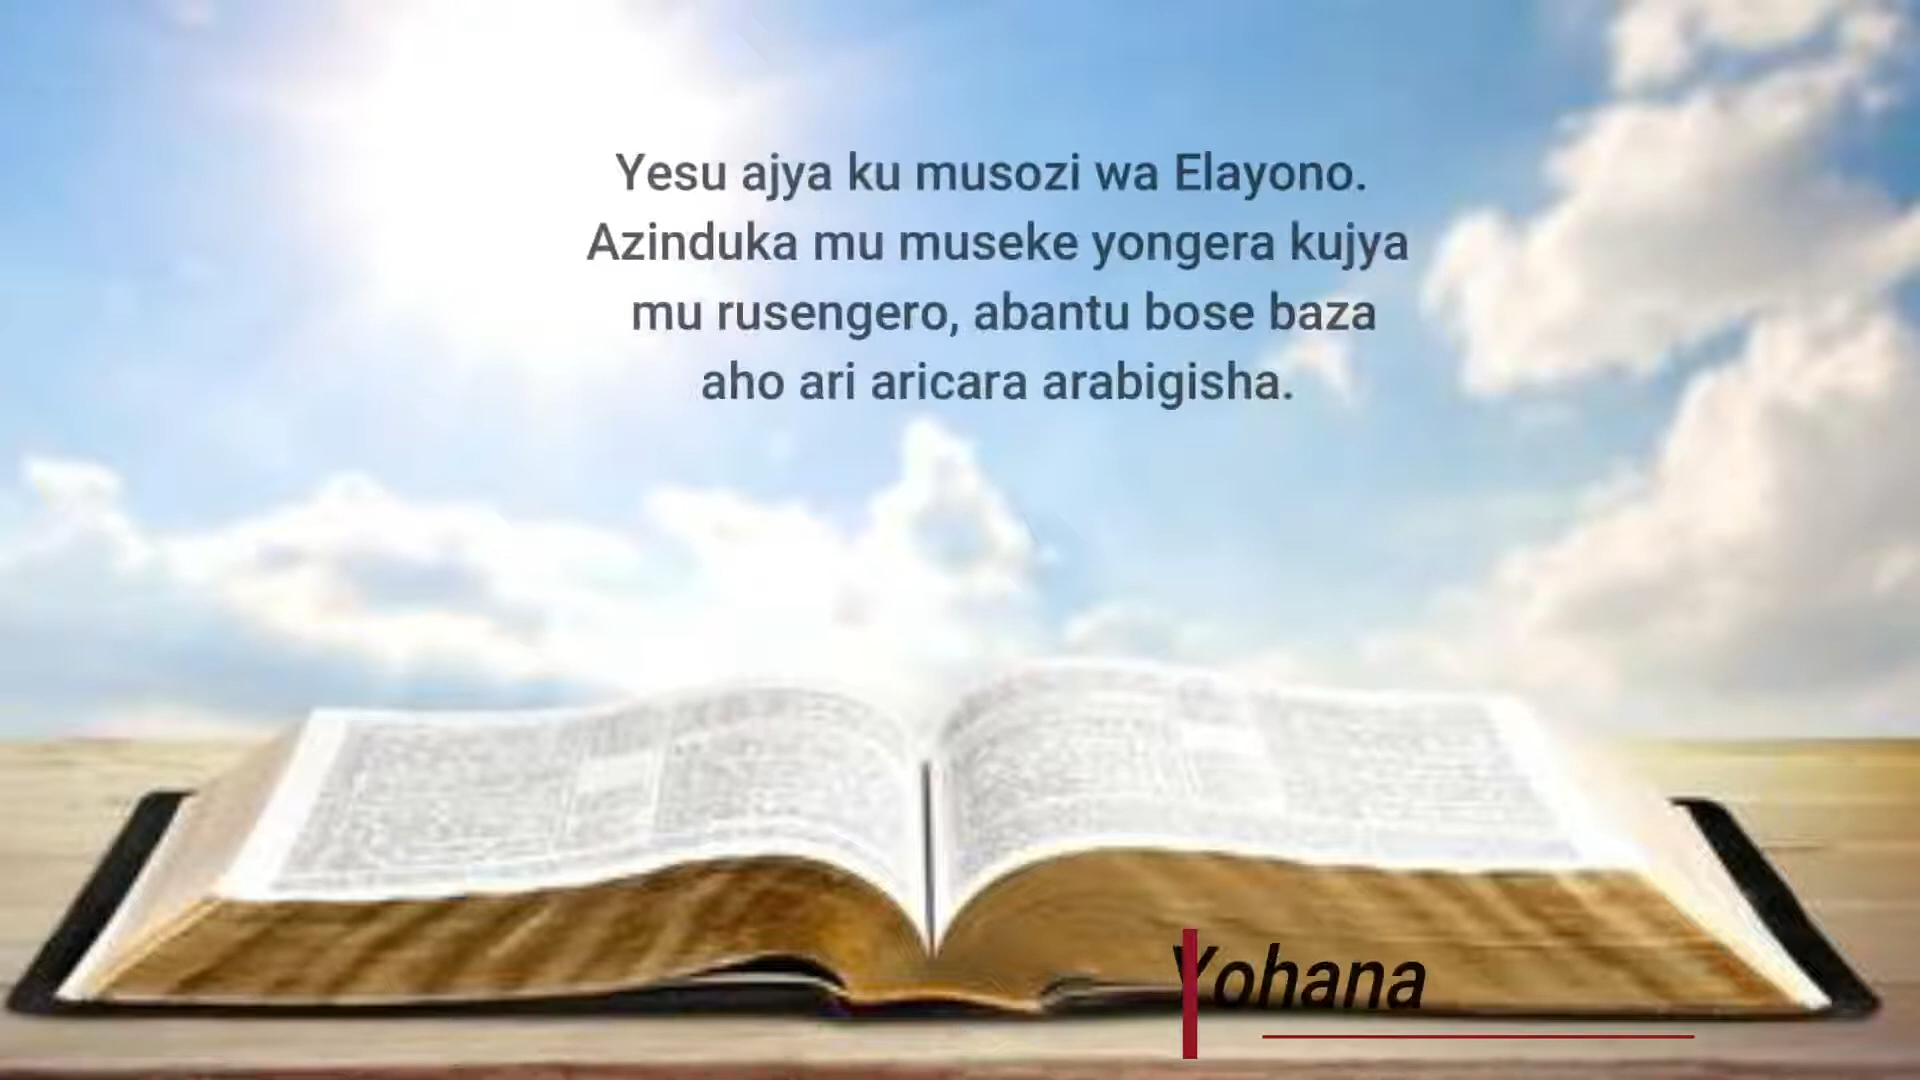 Yesu ajya ku musozi wa Elayono.
Azinduka mu museke yongera kujya
mu rusengero, abantu bose baza
aho ari aricara arabigisha.
Yohana